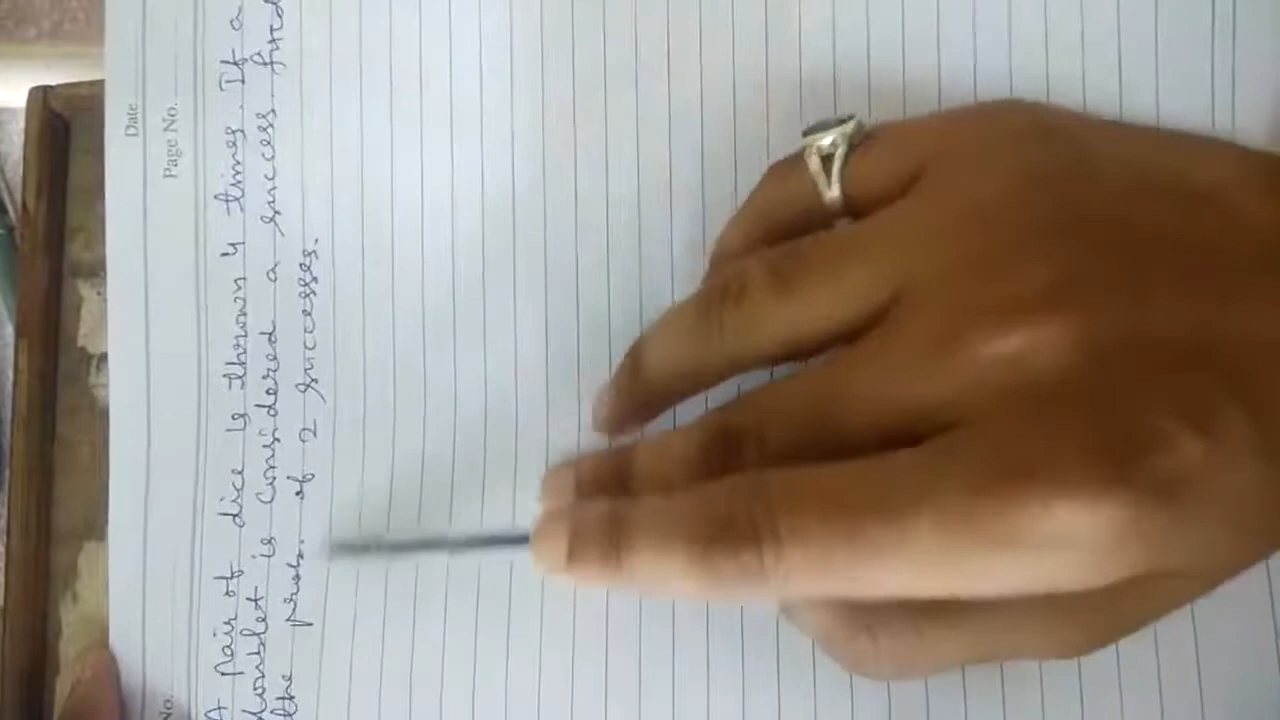 No.
Date
Page No.
A pair of dice is thrown 4 times. If a
doublet is considered a success find
the prob. of 2 successes.